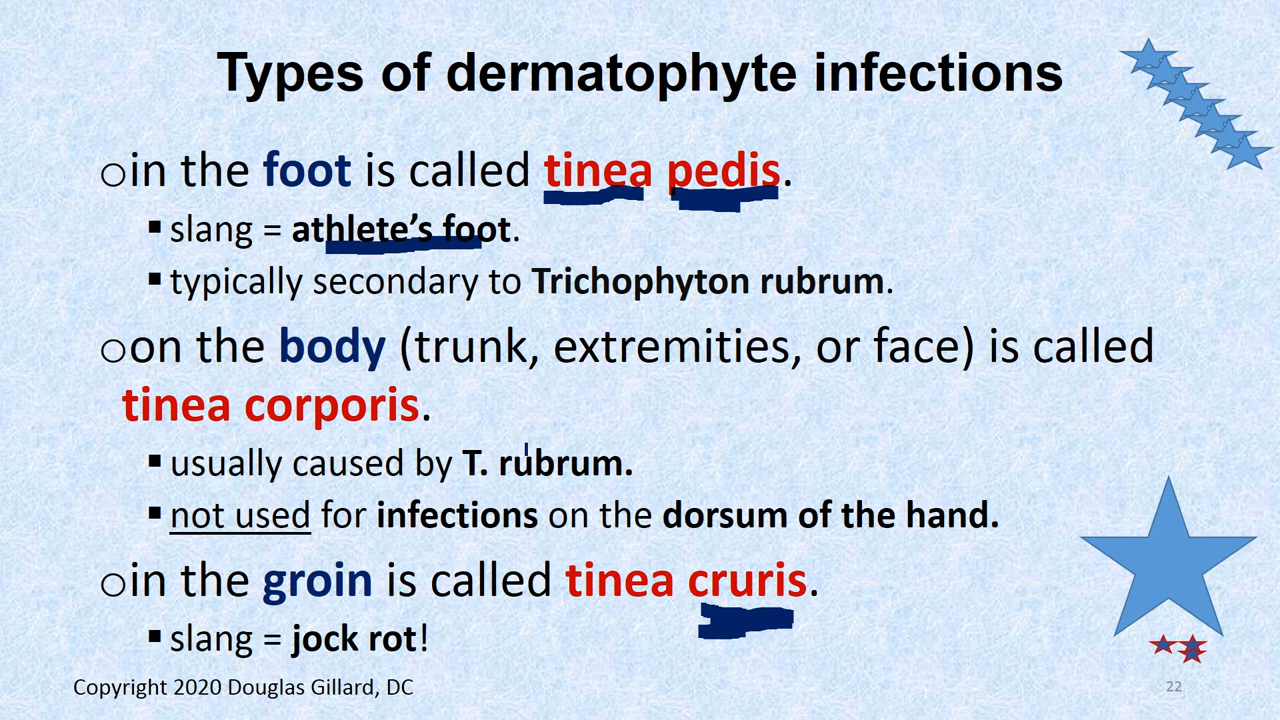 Types of dermatophyte infections
oin the foot is called tinea pedis.
▪ slang = athlete’s foot.
▪ typically secondary to Trichophyton rubrum.
oon the body (trunk, extremities, or face) is called
tinea corporis.
▪ usually caused by T. rubrum.
▪ not used for infections on the dorsum of the hand.
oin the groin is called tinea cruris.
▪ slang = jock rot!
Copyright 2020 Douglas Gillard, DC
22